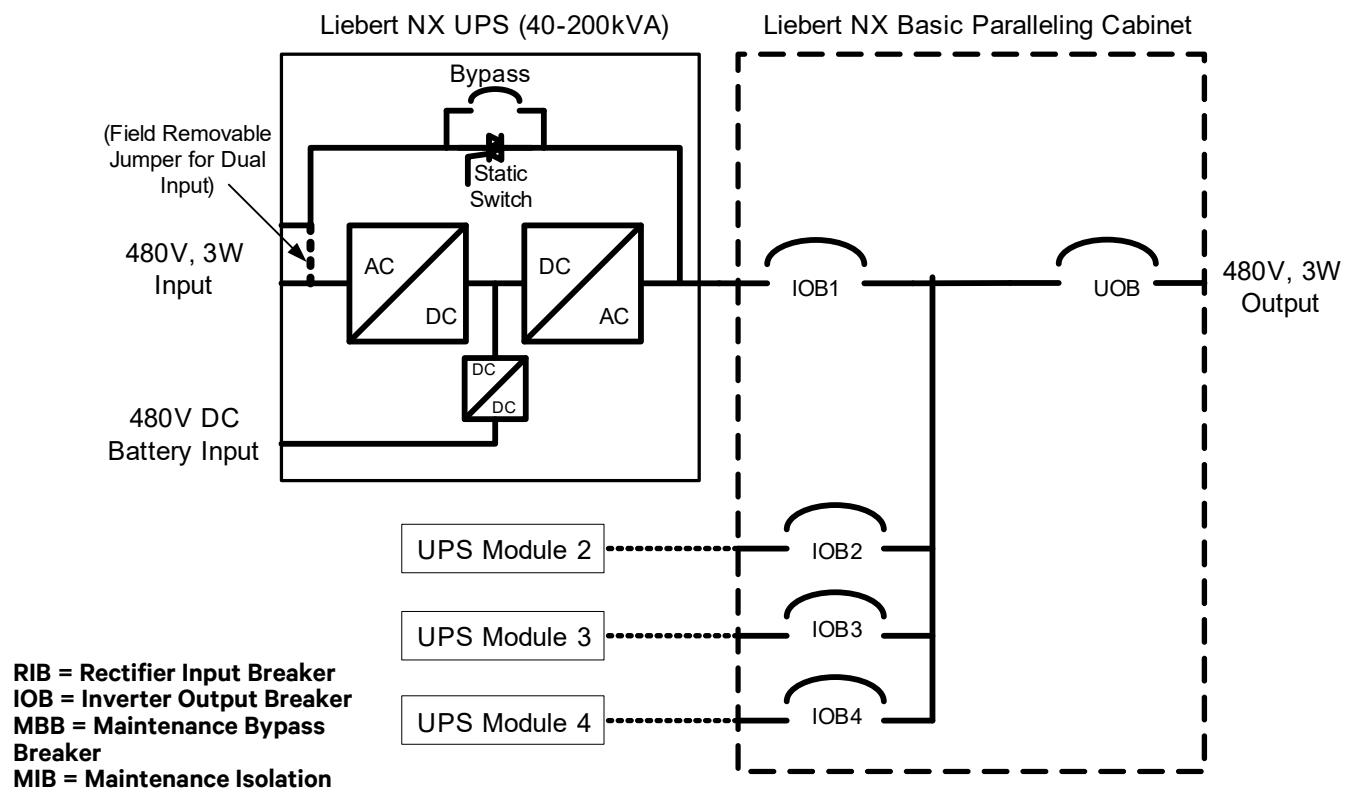 Liebert NX UPS (40-200kVA)
Liebert NX Basic Paralleling Cabinet
Bypass
(Field Removable
Jumper for Dual
Input)
Static
Switch
480V, 3W
Input
AC
DC
DC
AC
IOB1
UOB
480V, 3W
Output
DC
DC
480V DC
Battery Input
UPS Module 2
IOB2
UPS Module 3
IOB3
UPS Module 4
IOB4
RIB = Rectifier Input Breaker
IOB = Inverter Output Breaker
MBB = Maintenance Bypass
Breaker
MIB = Maintenance Isolation